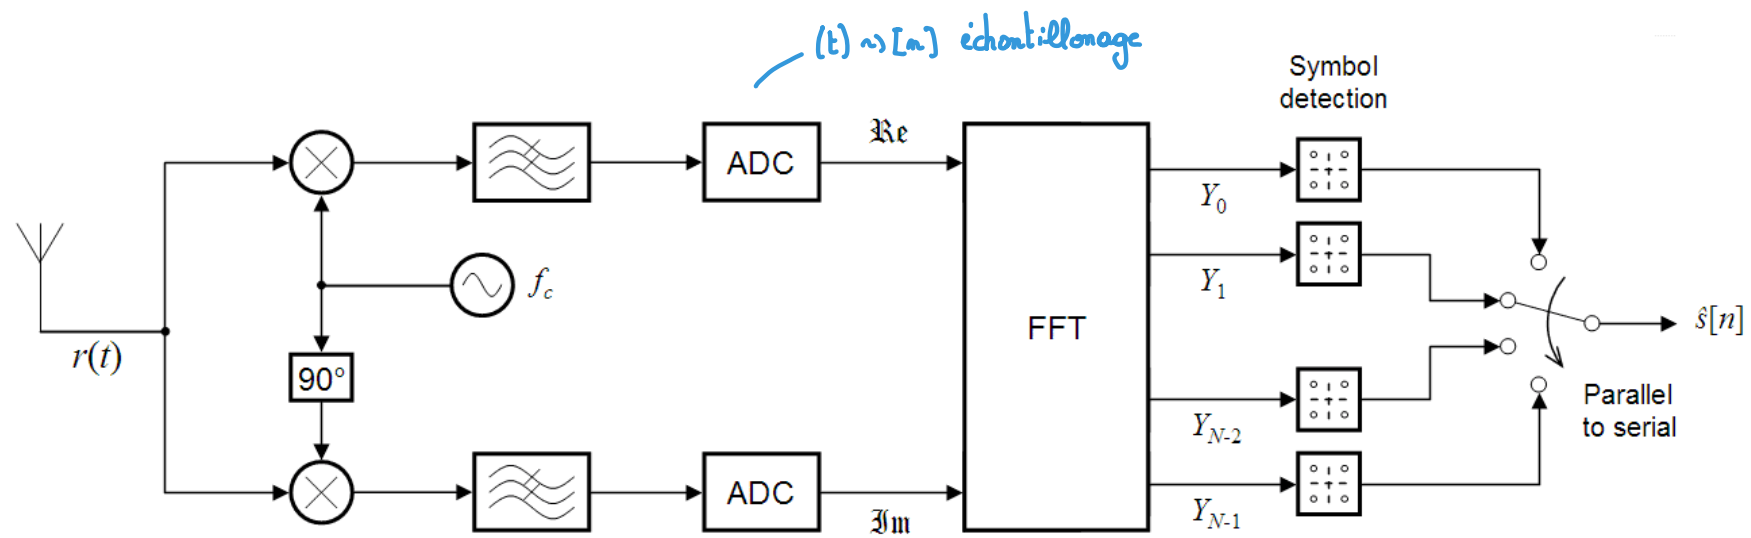 (t) ~> [n] échantillonage
Symbol
detection
ADC
ℜe
Y0
fc
Y1
FFT
ŝ[n]
r(t)
90°
Parallel
to serial
YN-2
ADC
ℑm
YN-1